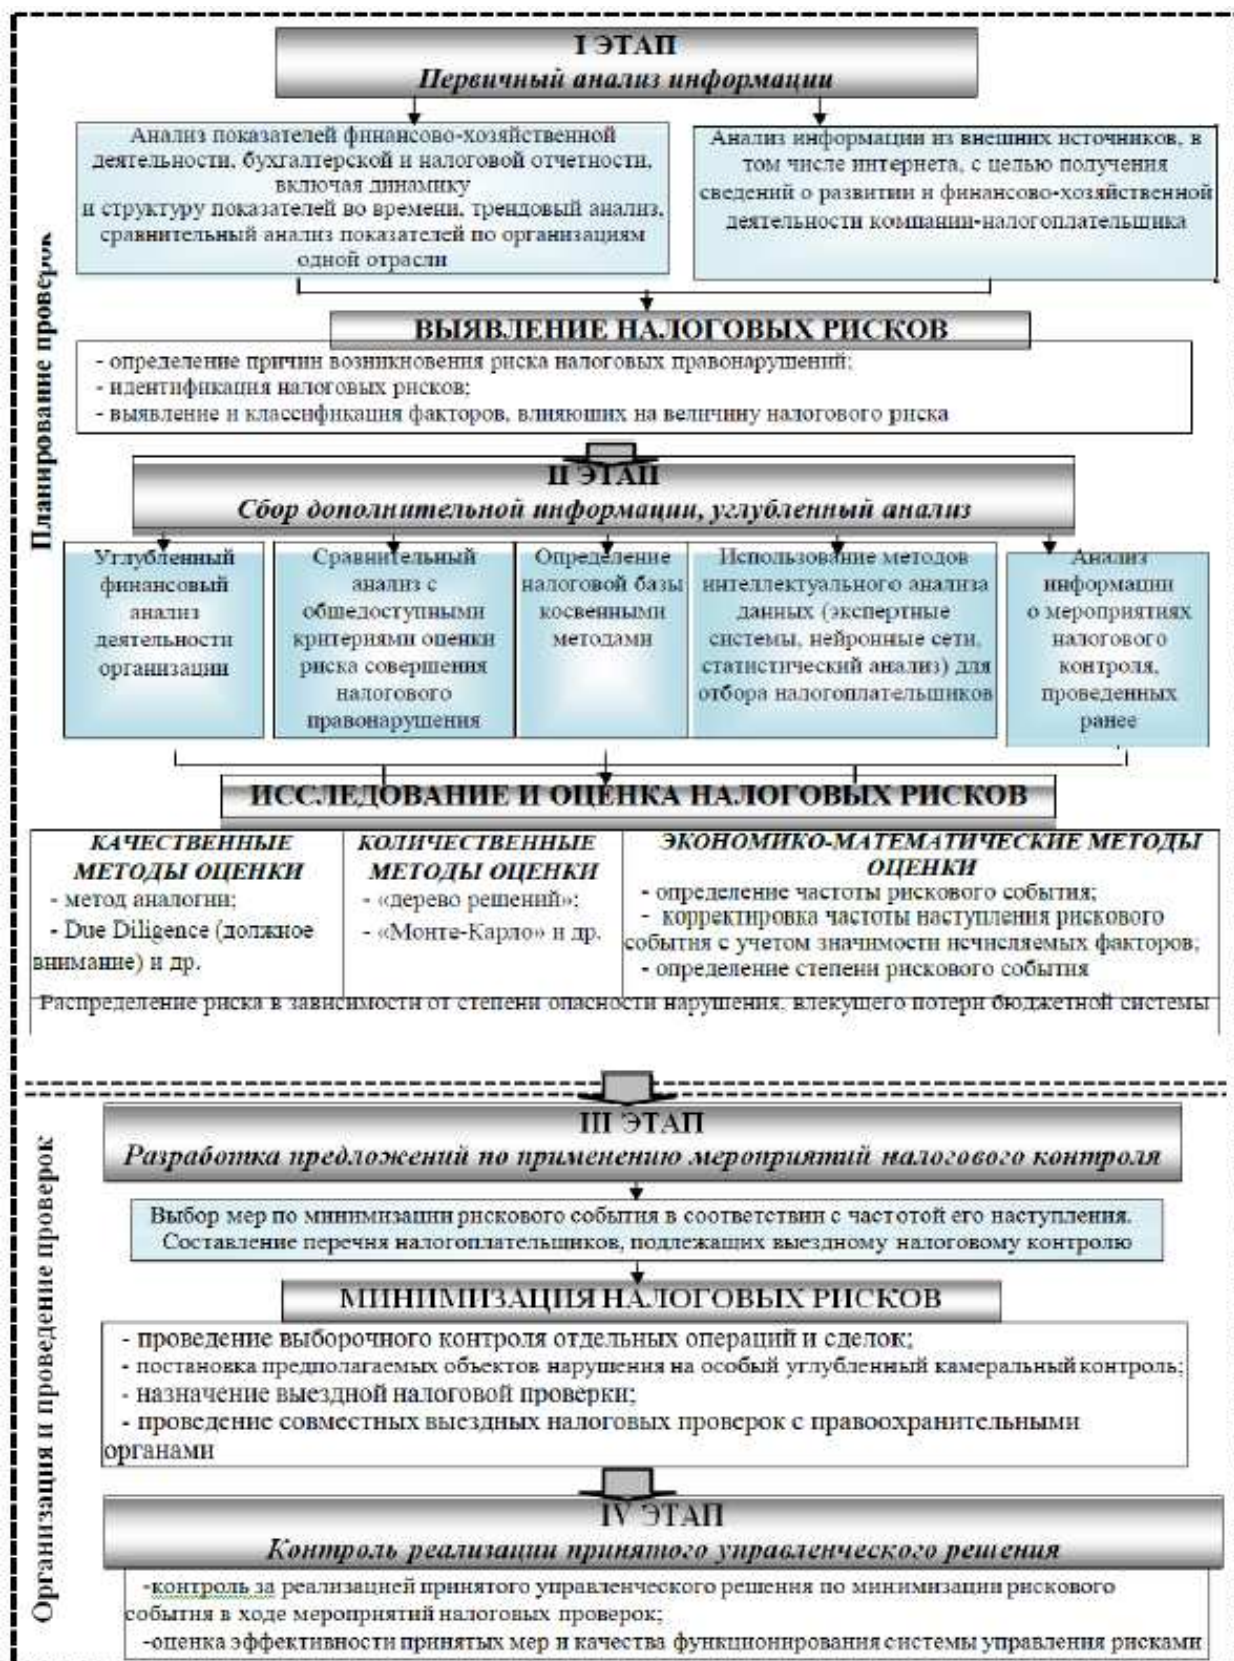 I ЭТАП
Первичный анализ информации
Анализ показателей финансово-хозяйственной
деятельности, бухгалтерской и налоговой отчетности,
включая динамику
и структуру показателей во времени, трендовый анализ,
сравнительный анализ показателей по организациям
одной отрасли
Анализ информации из внешних источников, в
том числе интернета, с целью получения
сведений о развитии и финансово-хозяйственной
деятельности компании-налогоплательщика
Планирование проверок
ВЫЯВЛЕНИЕ НАЛОГОВЫХ РИСКОВ
- определение причин возникновения риска налоговых правонарушений;
- идентификация налоговых рисков;
- выявление и классификация факторов, влияющих на величину налогового риска
II ЭТАП
Сбор дополнительной информации, углубленный анализ
Углубленный
финансовый
анализ
деятельности
организации
Сравнительный
анализ с
общедоступными
критериями оценки
риска совершения
налогового
правонарушения
Определение
налоговой базы
косвенными
методами
Использование методов
интеллектуального анализа
данных (экспертные
системы, нейронные сети,
статистический анализ) для
отбора налогоплательщиков
Анализ
информации
о мероприятиях
налогового
контроля,
проведенных
ранее
ИССЛЕДОВАНИЕ И ОЦЕНКА НАЛОГОВЫХ РИСКОВ
КАЧЕСТВЕННЫЕ
МЕТОДЫ ОЦЕНКИ
- метод аналогии;
- Due Diligence (должное
внимание) и др.
КОЛИЧЕСТВЕННЫЕ
МЕТОДЫ ОЦЕНКИ
- «дерево решений»;
- «Монте-Карло» и др.
ЭКОНОМИКО-МАТЕМАТИЧЕСКИЕ МЕТОДЫ
ОЦЕНКИ
- определение частоты рискового события;
- корректировка частоты наступления рискового
события с учетом значимости исчисляемых факторов;
- определение степени рискового события
Распределение риска в зависимости от степени опасности нарушения, влекущего потери бюджетной системы
III ЭТАП
Разработка предложений по применению мероприятий налогового контроля
Выбор мер по минимизации рискового события в соответствии с частотой его наступления.
Составление перечня налогоплательщиков, подлежащих выездному налоговому контролю
Организация и проведение проверок
МИНИМИЗАЦИЯ НАЛОГОВЫХ РИСКОВ
- проведение выборочного контроля отдельных операций и сделок;
- постановка предполагаемых объектов нарушения на особый углубленный камеральный контроль;
- назначение выездной налоговой проверки;
- проведение совместных выездных налоговых проверок с правоохранительными
органами
IV ЭТАП
Контроль реализации принятого управленческого решения
-контроль за реализацией принятого управленческого решения по минимизации рискового
события в ходе мероприятий налоговых проверок;
-оценка эффективности принятых мер и качества функционирования системы управления рисками